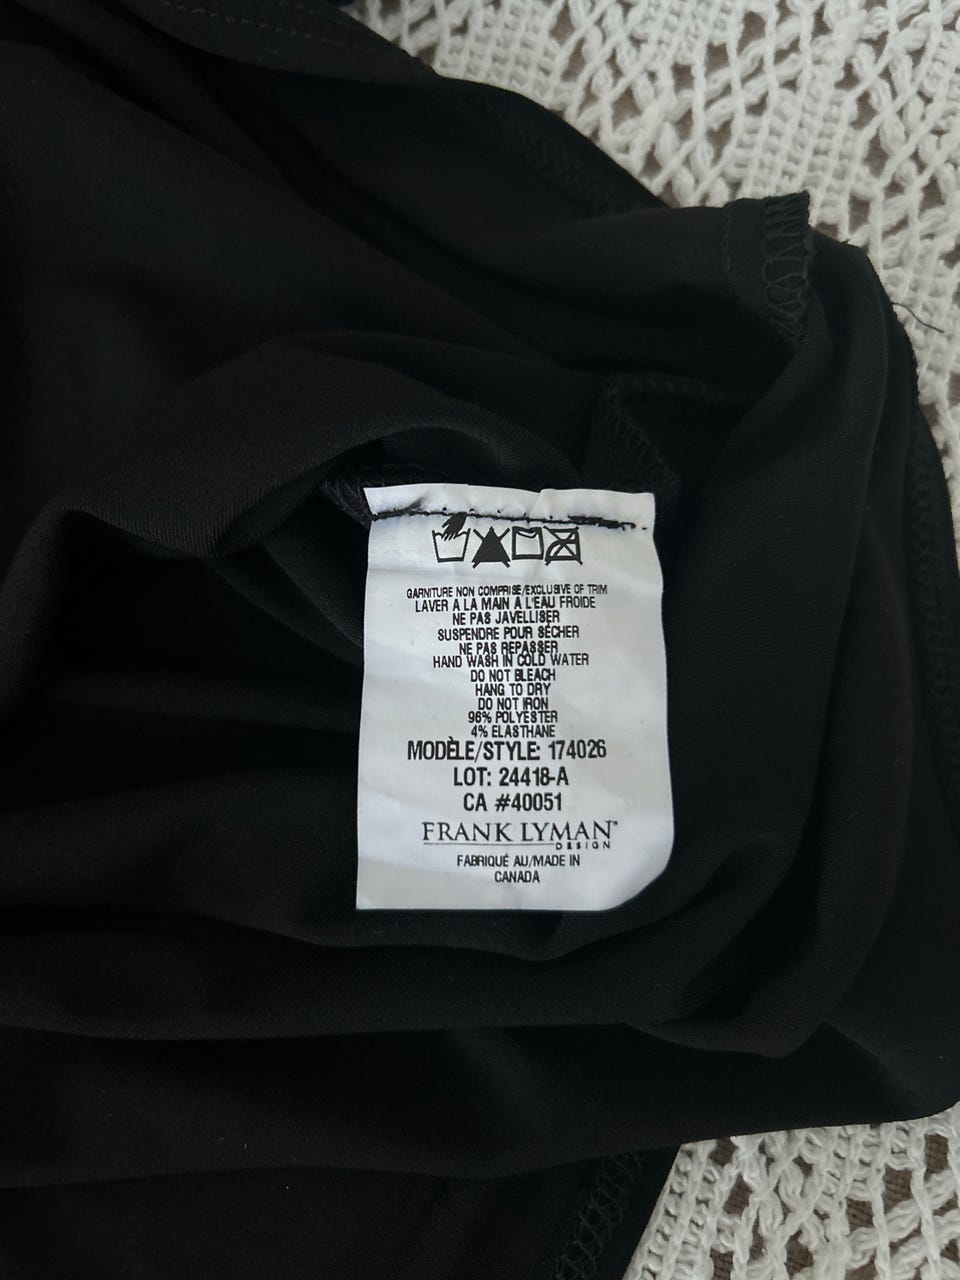 GARNITURE NON COMPRISE/EXCLUSIVE OF TRIM
LAVER A LA MAIN A L'EAU FROIDE
NE PAS JAVELLISER
SUSPENDRE POUR SÉCHER
NE PAS REPASSER
HAND WASH IN COLD WATER
DO NOT BLEACH
HANG TO DRY
DO NOT IRON
96% POLYESTER
4% ELASTHANE
MODÈLE/STYLE: 174026
LOT: 24418-A
CA #40051
FRANK LYMAN™
DESIGN
FABRIQUÉ AU/MADE IN
CANADA